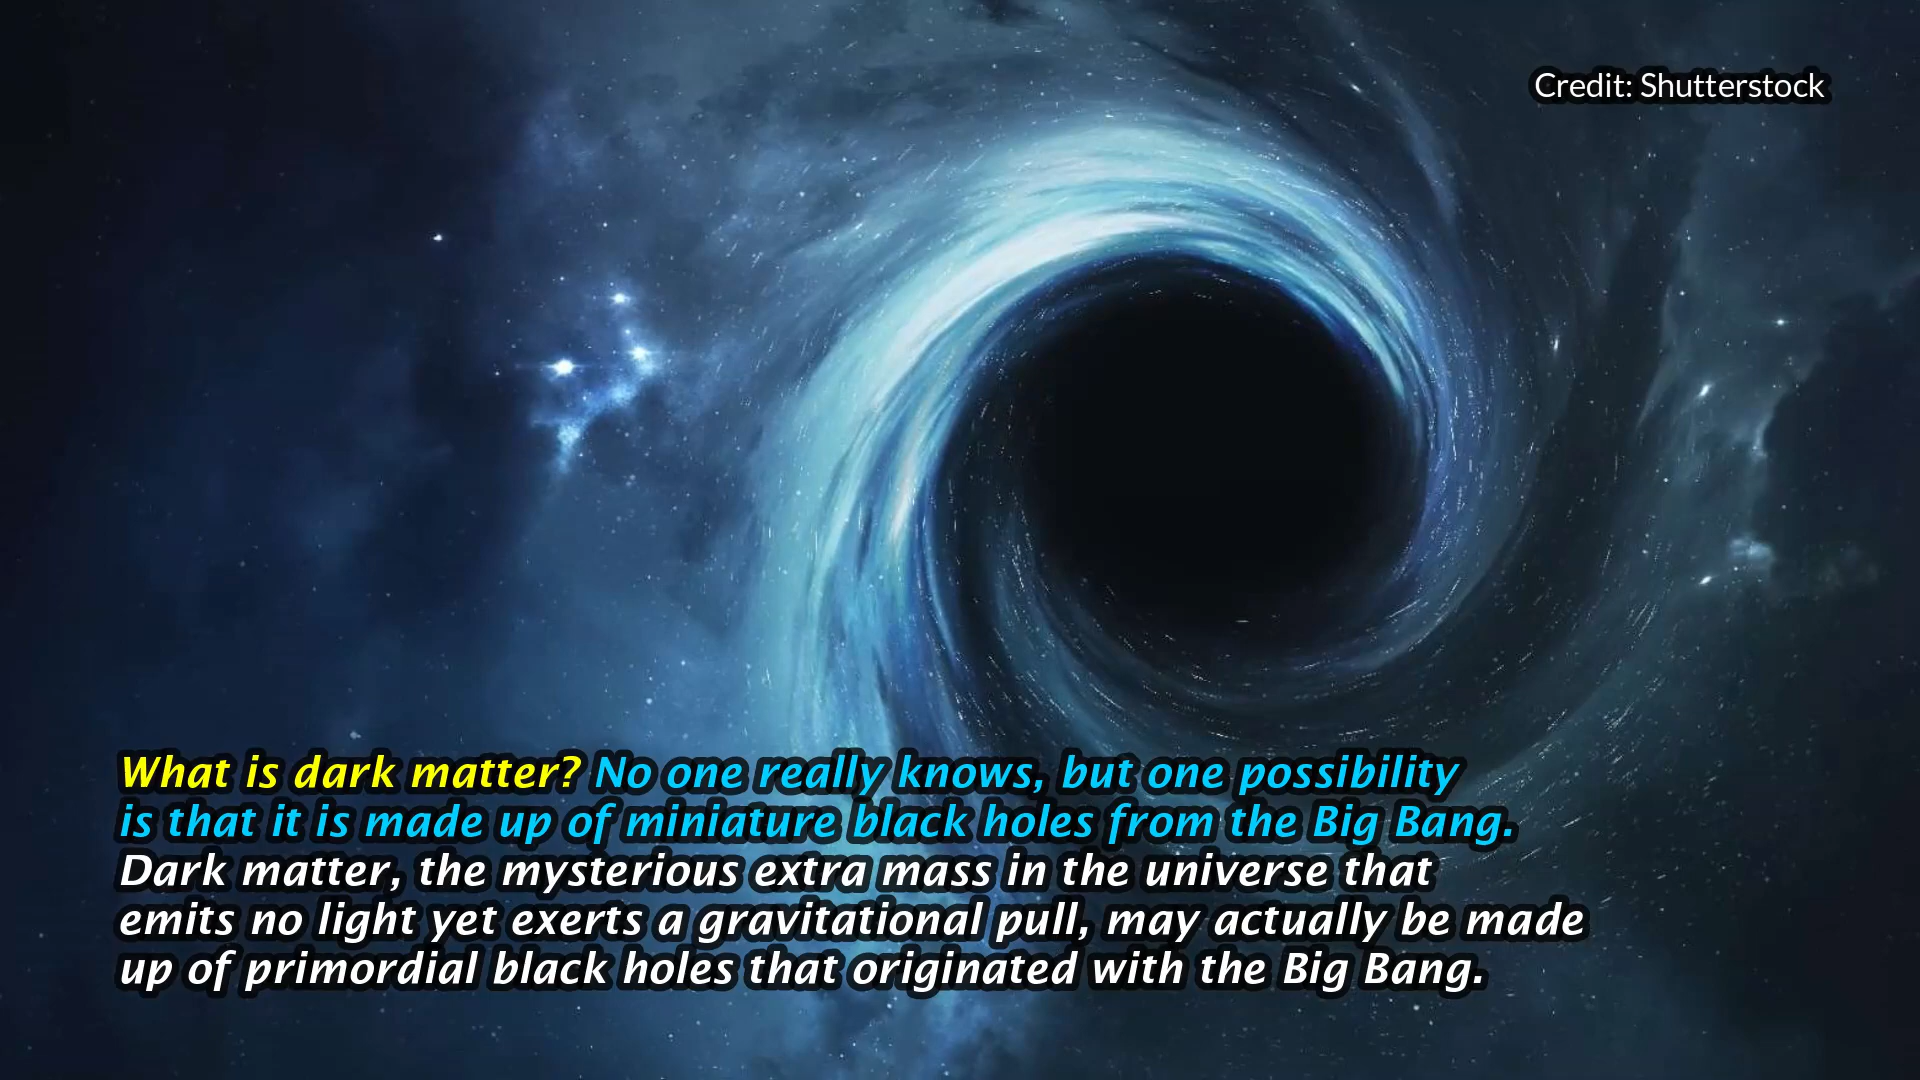 Credit: Shutterstock
What is dark matter? No one really knows, but one possibility
is that it is made up of miniature black holes from the Big Bang.
Dark matter, the mysterious extra mass in the universe that
emits no light yet exerts a gravitational pull, may actually be made
up of primordial black holes that originated with the Big Bang.